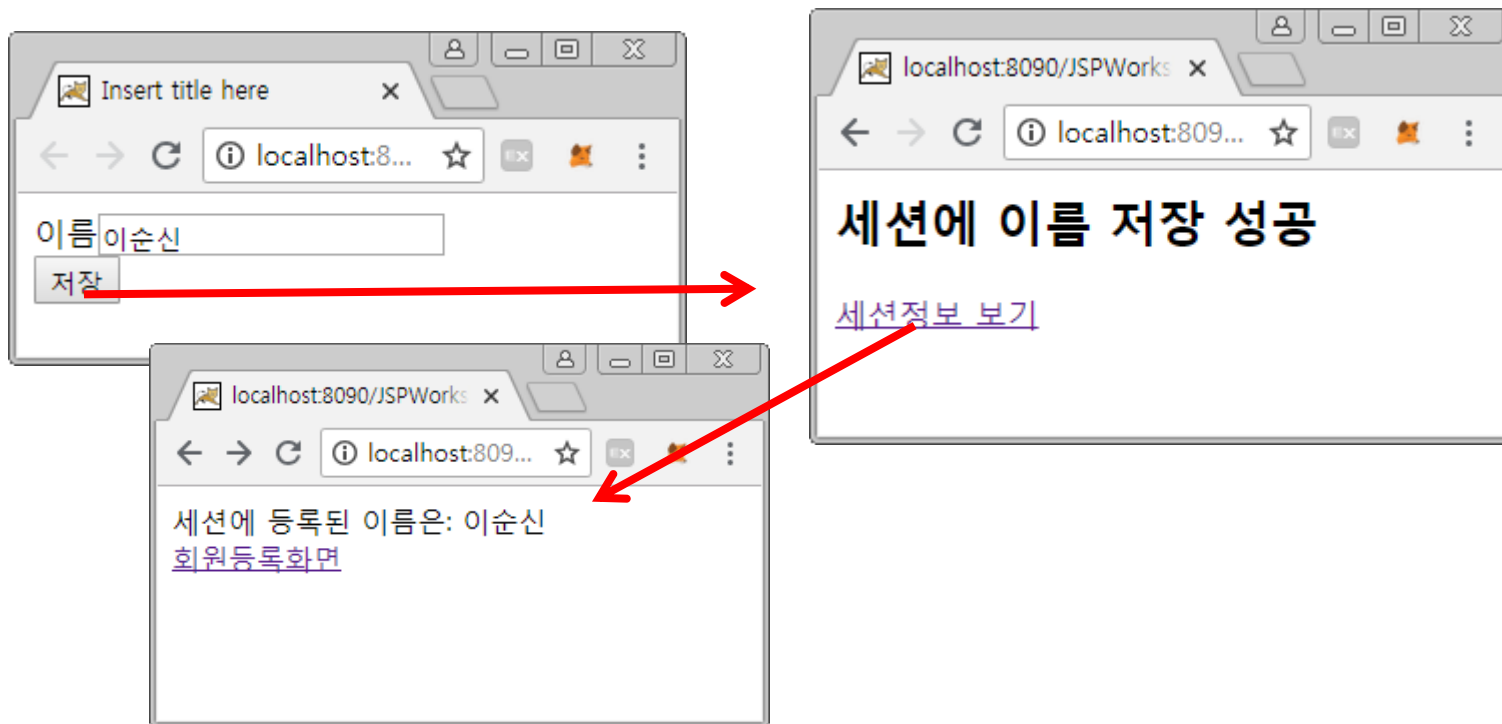 Insert title here
localhost:8...
이름 이순신
저장
localhost:8090/JSPWorks
localhost:809...
세션에 이름 저장 성공
세션정보 보기
localhost:8090/JSPWorks
localhost:809...
세션에 등록된 이름은: 이순신
회원등록화면